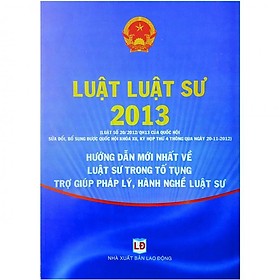 LUẬT LUẬT SƯ
2013
(LUẬT SỐ 20/2012/QH13 CỦA QUỐC HỘI
SỬA ĐỔI, BỔ SUNG ĐƯỢC QUỐC HỘI KHÓA XII, KỲ HỌP THỨ 4 THÔNG QUA NGÀY 20-11-2012)
HƯỚNG DẪN MỚI NHẤT VỀ
LUẬT SƯ TRONG TỐ TỤNG
TRỢ GIÚP PHÁP LÝ, HÀNH NGHỀ LUẬT SƯ
LĐ
NHÀ XUẤT BẢN LAO ĐỘNG